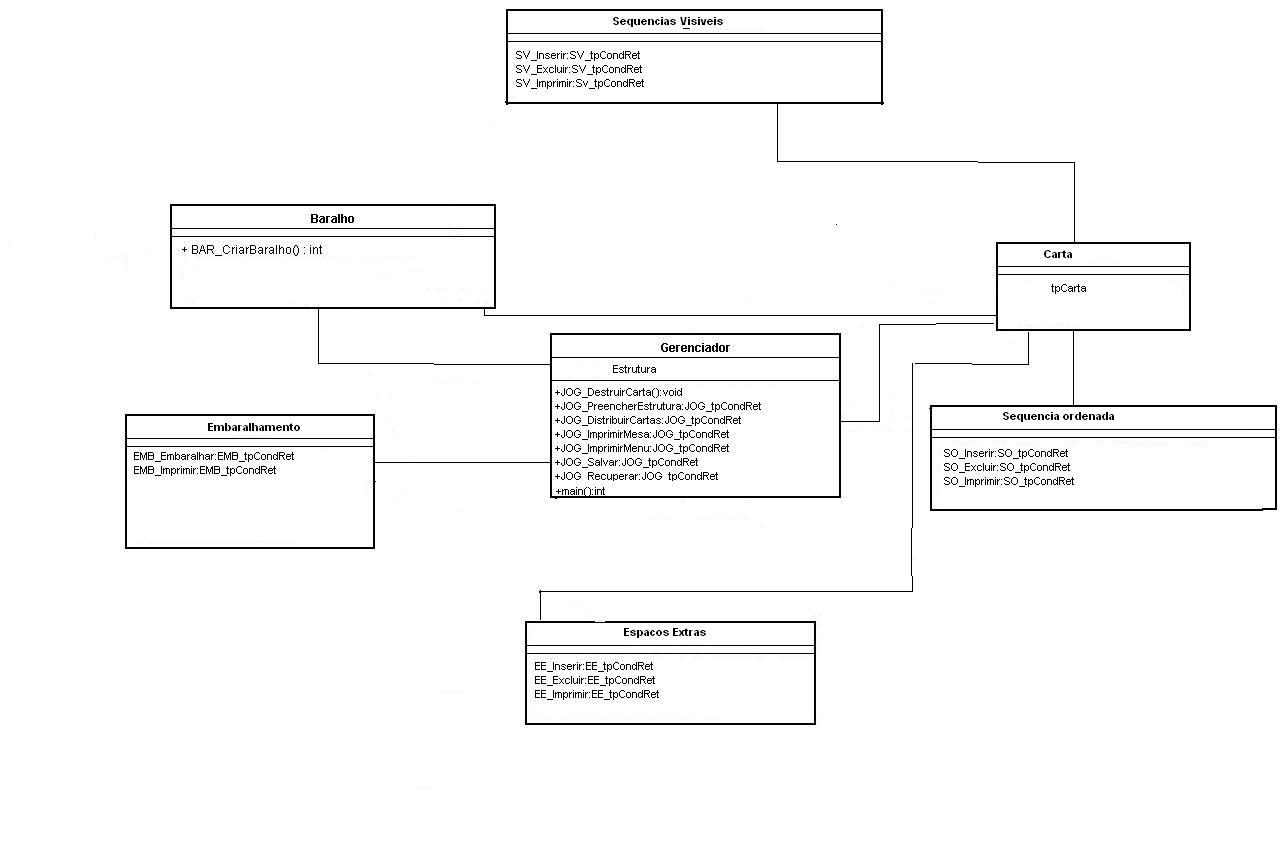 Sequencias Visiveis
SV_Inserir:SV_tpCondRet
SV_Excluir:SV_tpCondRet
SV_Imprimir:Sv_tpCondRet
Baralho
+ BAR_CriarBaralho() : int
Carta
tpCarta
Gerenciador
Estrutura
+JOG_DestruirCarta():void
+JOG_PreencherEstrutura:JOG_tpCondRet
+JOG_DistribuirCartas:JOG_tpCondRet
+JOG_ImprimirMesa:JOG_tpCondRet
+JOG_ImprimirMenu:JOG_tpCondRet
+JOG_Salvar:JOG_tpCondRet
+JOG_Recuperar:JOG_tpCondRet
+main():int
Embaralhamento
EMB_Embaralhar:EMB_tpCondRet
EMB_Imprimir:EMB_tpCondRet
Sequencia ordenada
SO_Inserir:SO_tpCondRet
SO_Excluir:SO_tpCondRet
SO_Imprimir:SO_tpCondRet
Espacos Extras
EE_Inserir:EE_tpCondRet
EE_Excluir:EE_tpCondRet
EE_Imprimir:EE_tpCondRet